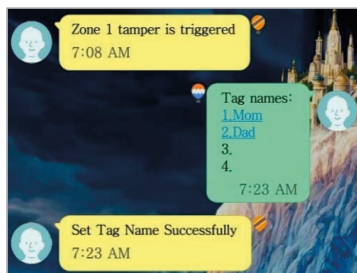 Zone 1 tamper is triggered
7:08 AM
Tag names:
1.Mom
2.Dad
3.
4.
7:23 AM
Set Tag Name Successfully
7:23 AM